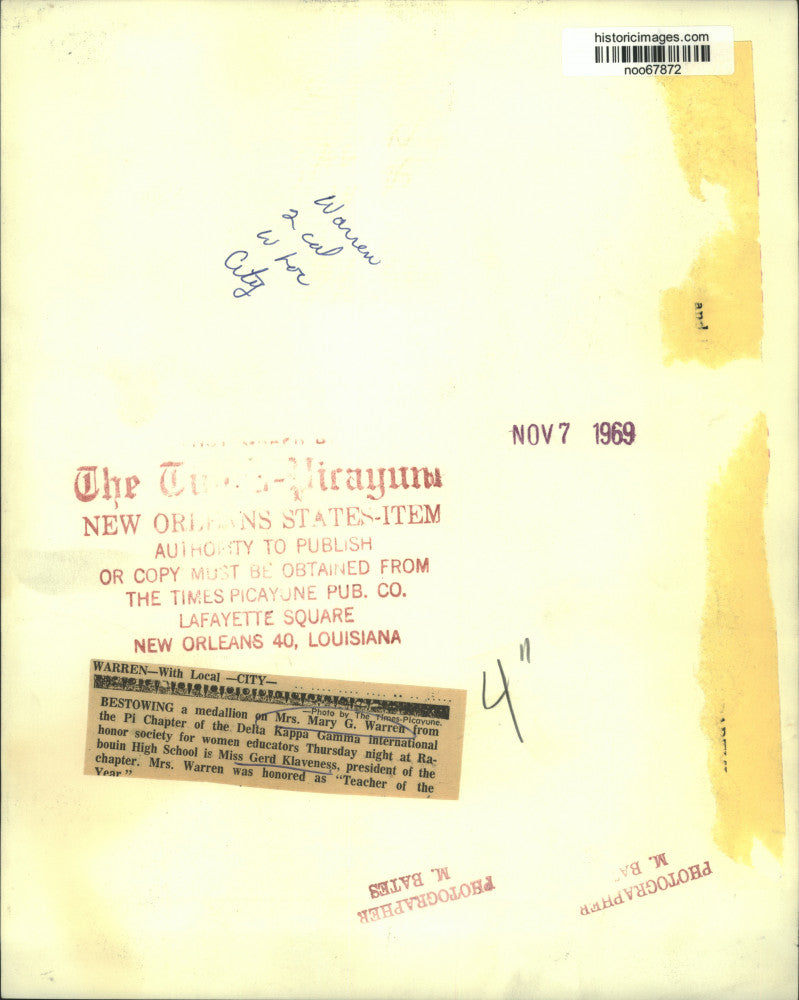 historicimages.com
noo67872
Warren
2 col
w Loc
City
and
NOV 7 1969
The Times-Picayune
NEW ORLEANS STATES-ITEM
AUTHORITY TO PUBLISH
OR COPY MUST BE OBTAINED FROM
THE TIMES PICAYUNE PUB. CO.
LAFAYETTE SQUARE
NEW ORLEANS 40, LOUISIANA
WARREN—With Local —CITY—
—Photo by The Times-Picayune.
BESTOWING a medallion on Mrs. Mary G. Warren from
the Pi Chapter of the Delta Kappa Gamma International
honor society for women educators Thursday night at Ra-
bouin High School is Miss Gerd Klaveness, president of the
chapter. Mrs. Warren was honored as "Teacher of the
Year."
4"
PHOTOGRAPHER
M. BATES
PHOTOGRAPHER
M. BA